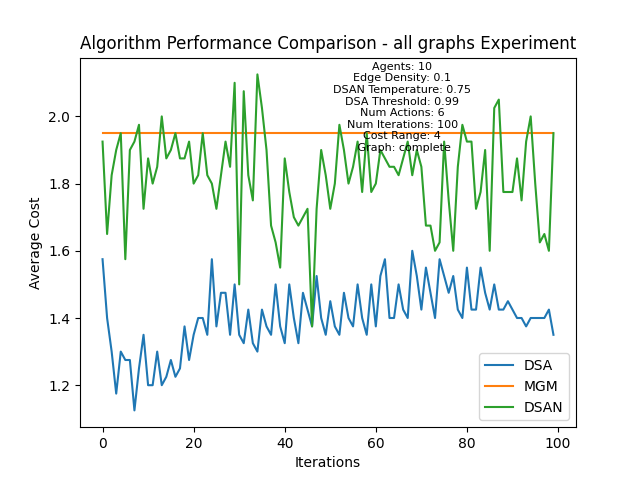 Algorithm Performance Comparison - all graphs Experiment
Agents: 10
Edge Density: 0.1
DSAN Temperature: 0.75
DSA Threshold: 0.99
Num Actions: 6
Num Iterations: 100
Cost Range: 4
Graph: complete
Average Cost
2.0
1.8
1.6
1.4
1.2
0
20
40
60
80
100
Iterations
DSA
MGM
DSAN